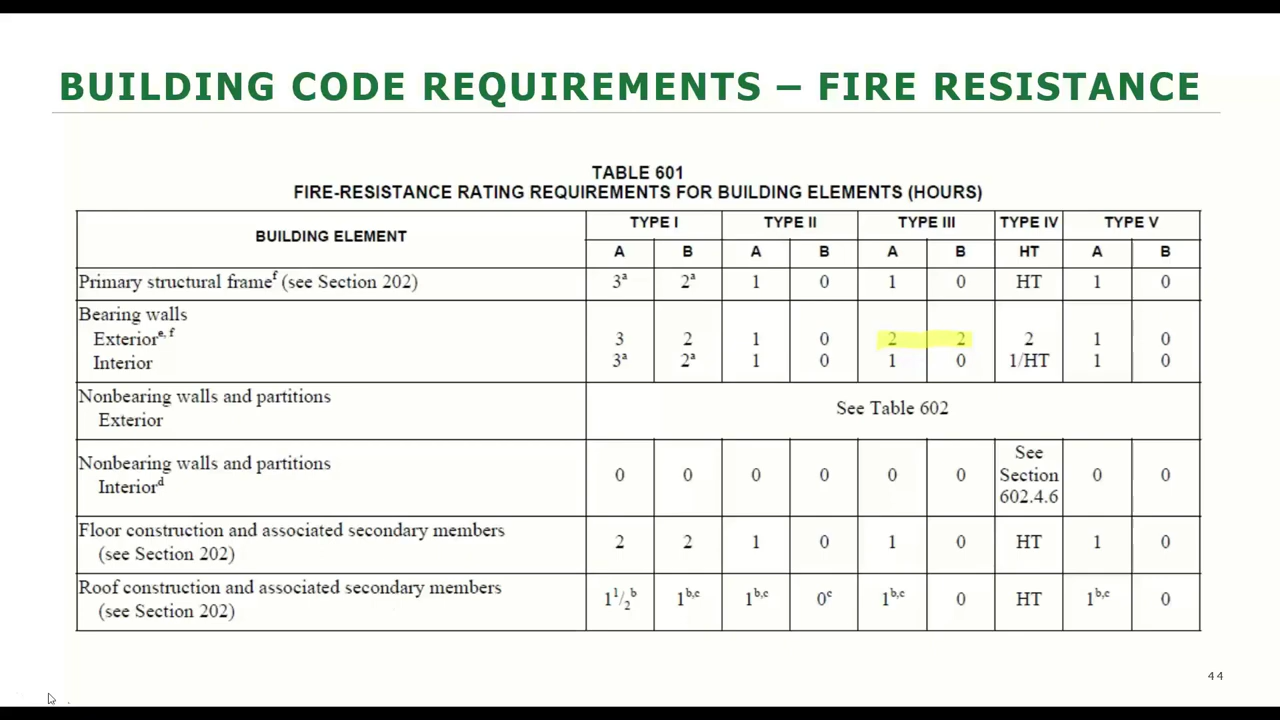 BUILDING CODE REQUIREMENTS – FIRE RESISTANCE
TABLE 601
FIRE-RESISTANCE RATING REQUIREMENTS FOR BUILDING ELEMENTS (HOURS)
BUILDING ELEMENT TYPE I TYPE II TYPE III TYPE IV TYPE V
A B A B A B HT A B
Primary structural frame^f (see Section 202) 3^a 2^a 1 0 1 0 HT 1 0
Bearing walls
Exterior^e, f 3 2 1 0 2 2 2 1 0
Interior 3^a 2^a 1 0 1 0 1/HT 1 0
Nonbearing walls and partitions
Exterior See Table 602
Nonbearing walls and partitions
Interior^d 0 0 0 0 0 0 See Section 602.4.6 0 0
Floor construction and associated secondary members
(see Section 202) 2 2 1 0 1 0 HT 1 0
Roof construction and associated secondary members
(see Section 202) 1 1/2^b 1^b,c 1^b,c 0^c 1^b,c 0 HT 1^b,c 0
44